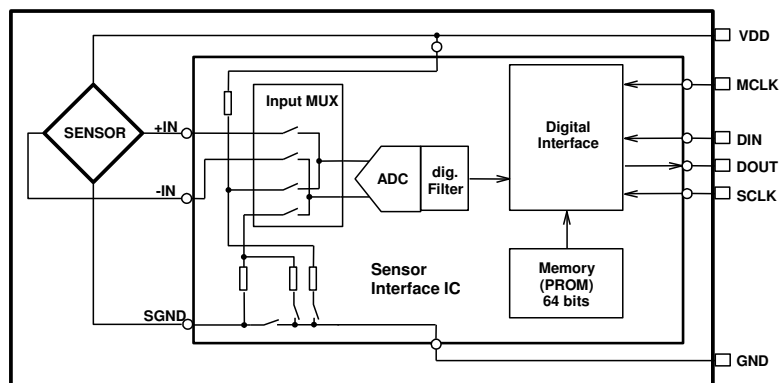 VDD
MCLK
Input MUX
SENSOR
+IN
Digital
Interface
DIN
DOUT
SCLK
ADC
dig.
Filter
-IN
Sensor
Interface IC
Memory
(PROM)
64 bits
SGND
GND